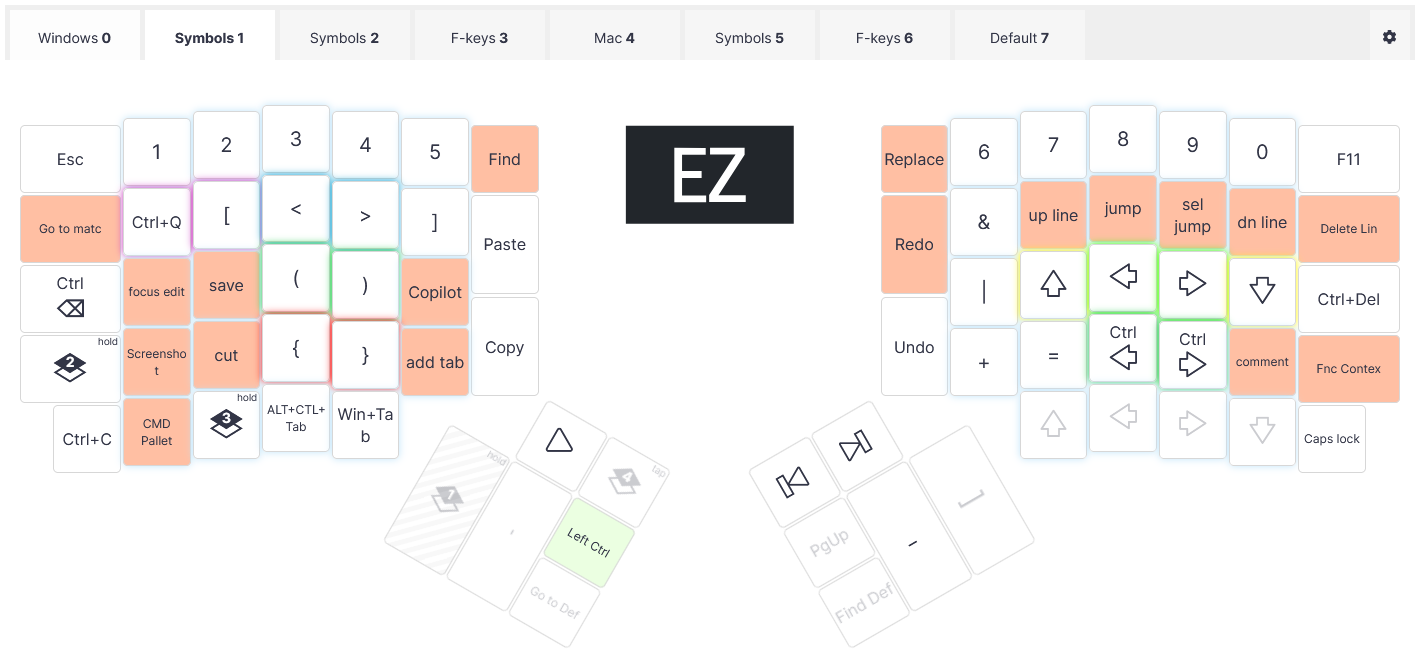 Windows 0
Symbols 1
Symbols 2
F-keys 3
Mac 4
Symbols 5
F-keys 6
Default 7
Esc
1
2
3
4
5
Find
EZ
Replace
6
7
8
9
0
F11
Go to matc
Ctrl+Q
[
<
>
]
Paste
Redo
&
up line
jump
sel
jump
dn line
Delete Lin
Ctrl
focus edit
save
(
)
Copilot
|
Ctrl+Del
hold
2
Screensho
t
cut
{
}
add tab
Copy
Undo
+
=
Ctrl
Ctrl
comment
Fnc Contex
Ctrl+C
CMD
Pallet
hold
3
ALT+CTL+
Tab
Win+Ta
b
Caps lock
hold
1
'
tap
4
Left Ctrl
Go to Def
PgUp
Find Def
_
]